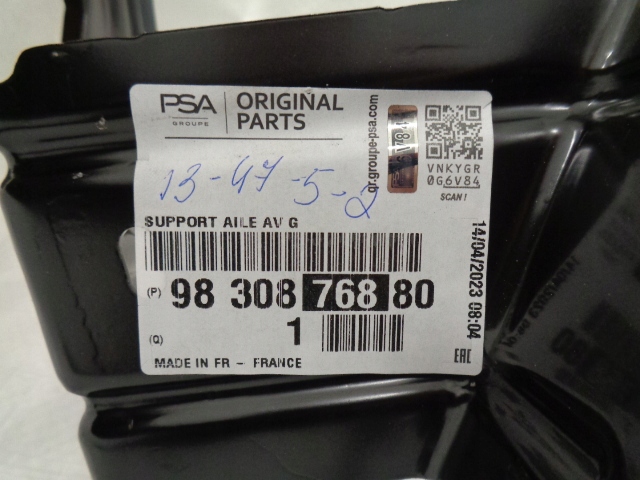 PSA
GROUPE
ORIGINAL
PARTS
qr.groupe-psa.com
VNKYGR
0G6V84
SCAN!
13-47-5-2
SUPPORT AILE AV G
(P) 98 308 768 80
(Q) 1
14/04/2023 08:04
MADE IN FR - FRANCE
EAC